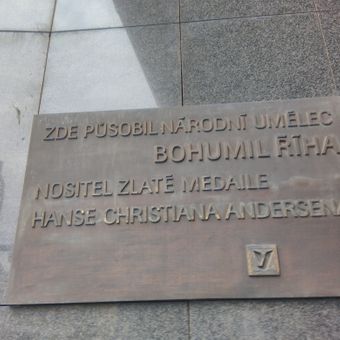 ZDE PŮSOBIL NÁRODNÍ UMĚLEC
BOHUMIL ŘÍHA
NOSITEL ZLATÉ MEDAILE
HANSE CHRISTIANA ANDERSENA